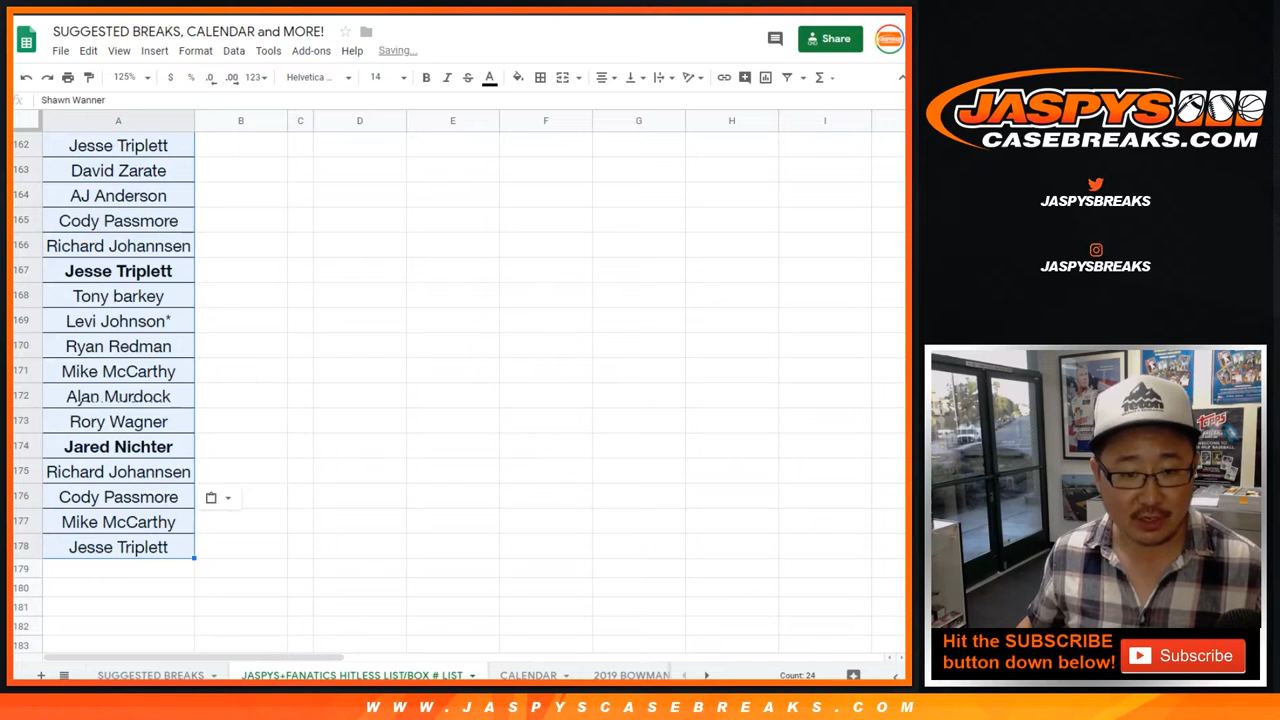 SUGGESTED BREAKS, CALENDAR and MORE!
File Edit View Insert Format Data Tools Add-ons Help Saving...
Share
125% $ % .0 .00 123 Helvetica ... 14 B I S A
fx Shawn Wanner
A B C D E F G H I
162 Jesse Triplett
163 David Zarate
164 AJ Anderson
165 Cody Passmore
166 Richard Johannsen
167 Jesse Triplett
168 Tony barkey
169 Levi Johnson*
170 Ryan Redman
171 Mike McCarthy
172 Alan Murdock
173 Rory Wagner
174 Jared Nichter
175 Richard Johannsen
176 Cody Passmore
177 Mike McCarthy
178 Jesse Triplett
179
180
181
182
183
SUGGESTED BREAKS JASPYS+FANATICS HITLESS LIST/BOX # LIST CALENDAR 2019 BOWMAN Count: 24
JASPYS
CASEBREAKS.COM
JASPYSBREAKS
JASPYSBREAKS
Teton
TOPPS
Hit the SUBSCRIBE
button down below!
Subscribe
WWW.JASPYSCASEBREAKS.COM